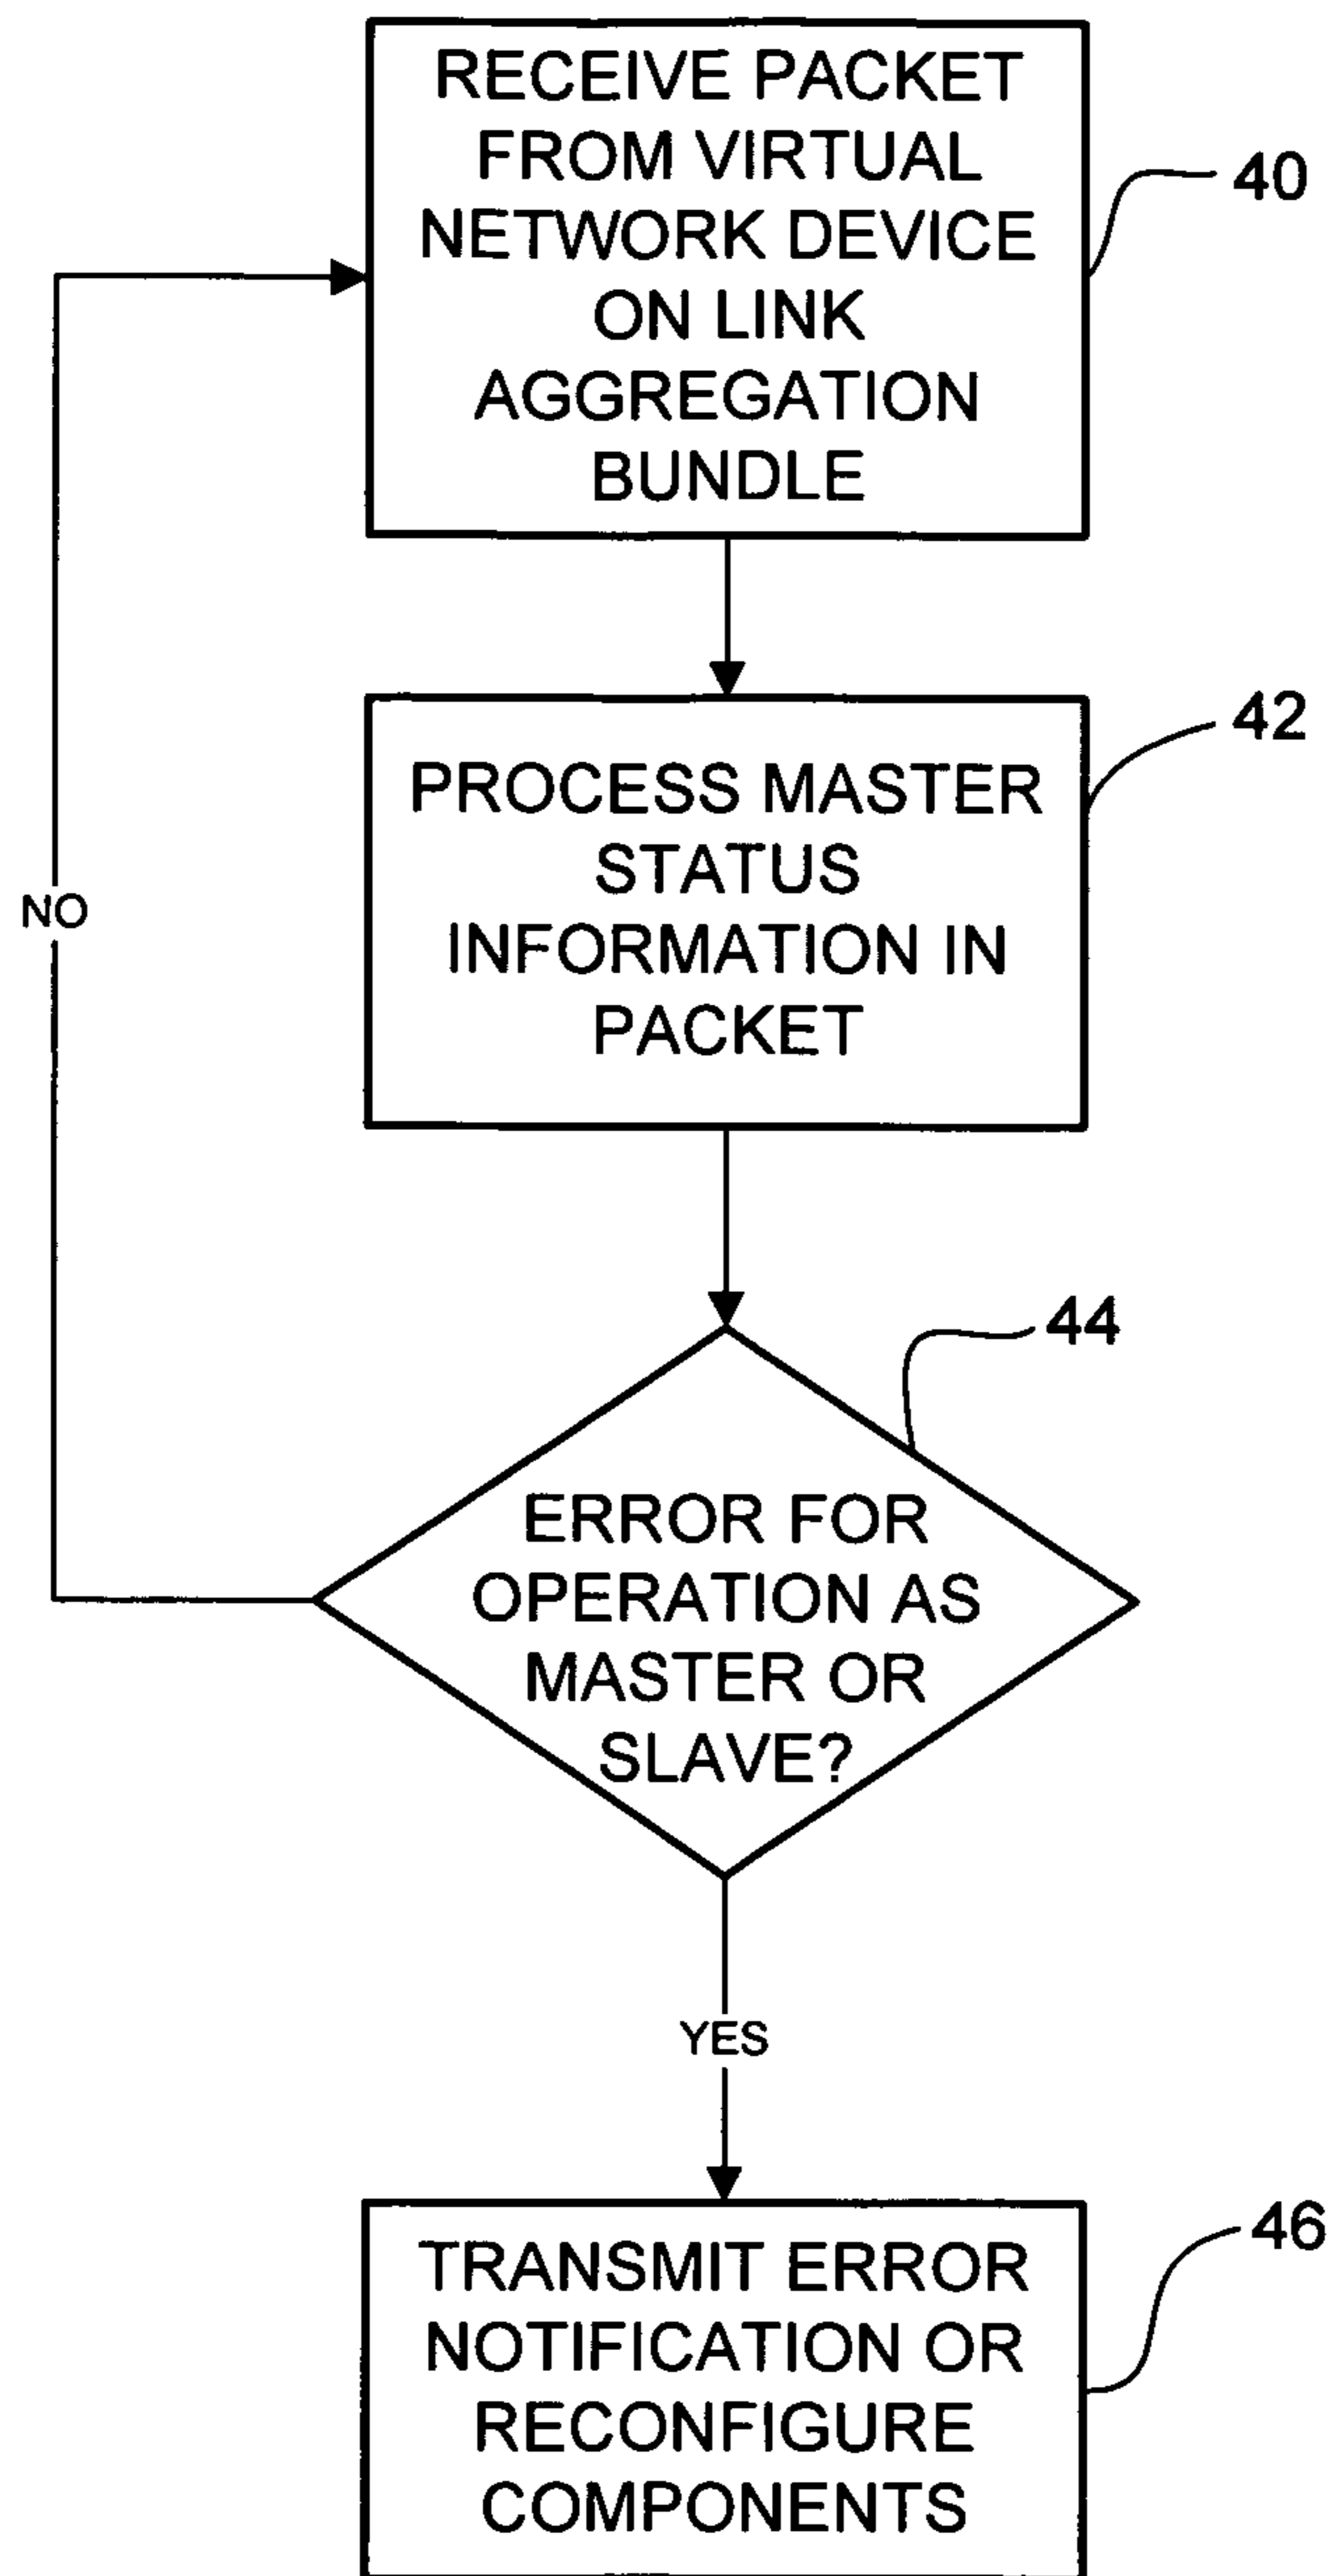 RECEIVE PACKET
FROM VIRTUAL
NETWORK DEVICE
ON LINK
AGGREGATION
BUNDLE
40
PROCESS MASTER
STATUS
INFORMATION IN
PACKET
42
NO
ERROR FOR
OPERATION AS
MASTER OR
SLAVE?
44
YES
TRANSMIT ERROR
NOTIFICATION OR
RECONFIGURE
COMPONENTS
46